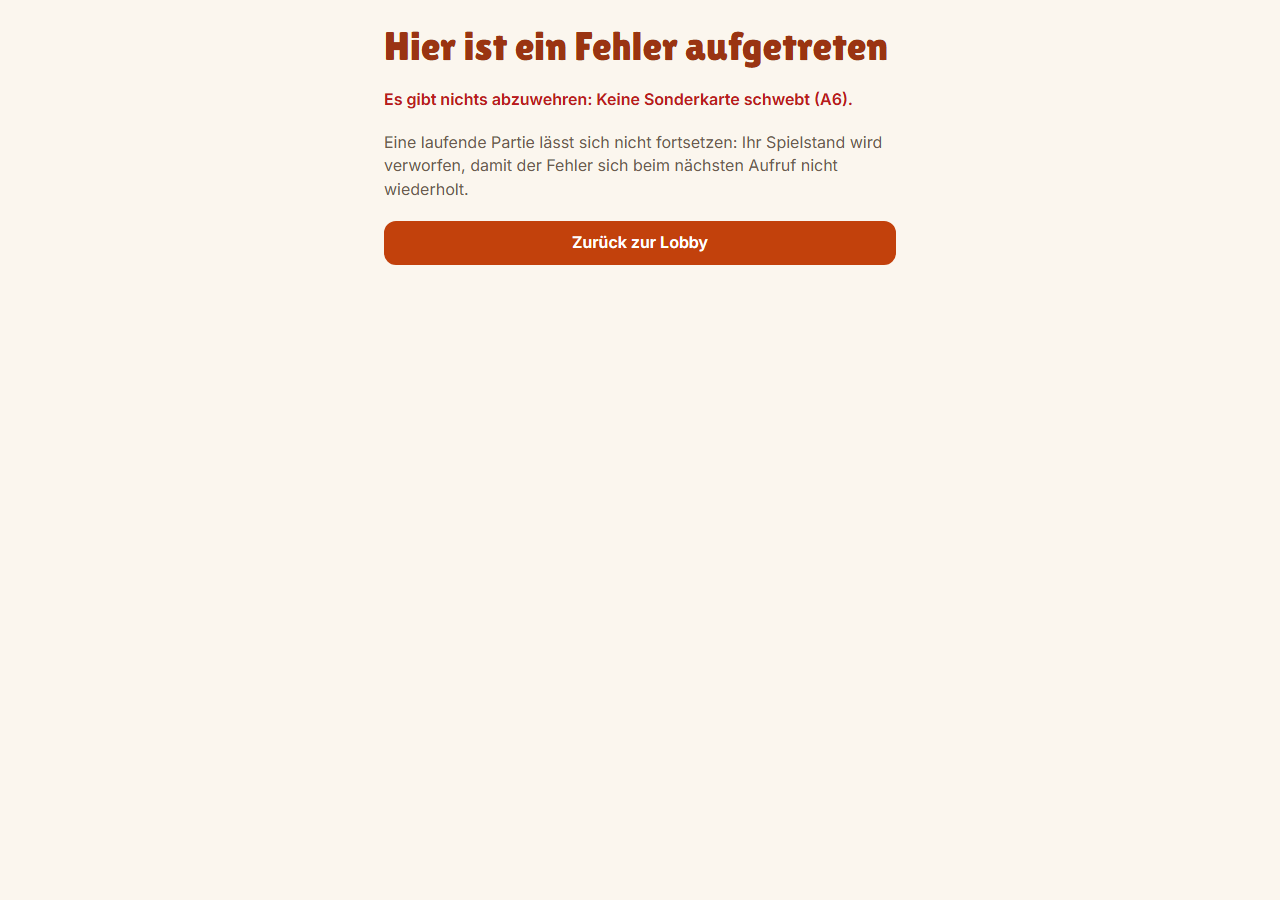 Hier ist ein Fehler aufgetreten
Es gibt nichts abzuwehren: Keine Sonderkarte schwebt (A6).
Eine laufende Partie lässt sich nicht fortsetzen: Ihr Spielstand wird
verworfen, damit der Fehler sich beim nächsten Aufruf nicht
wiederholt.
Zurück zur Lobby